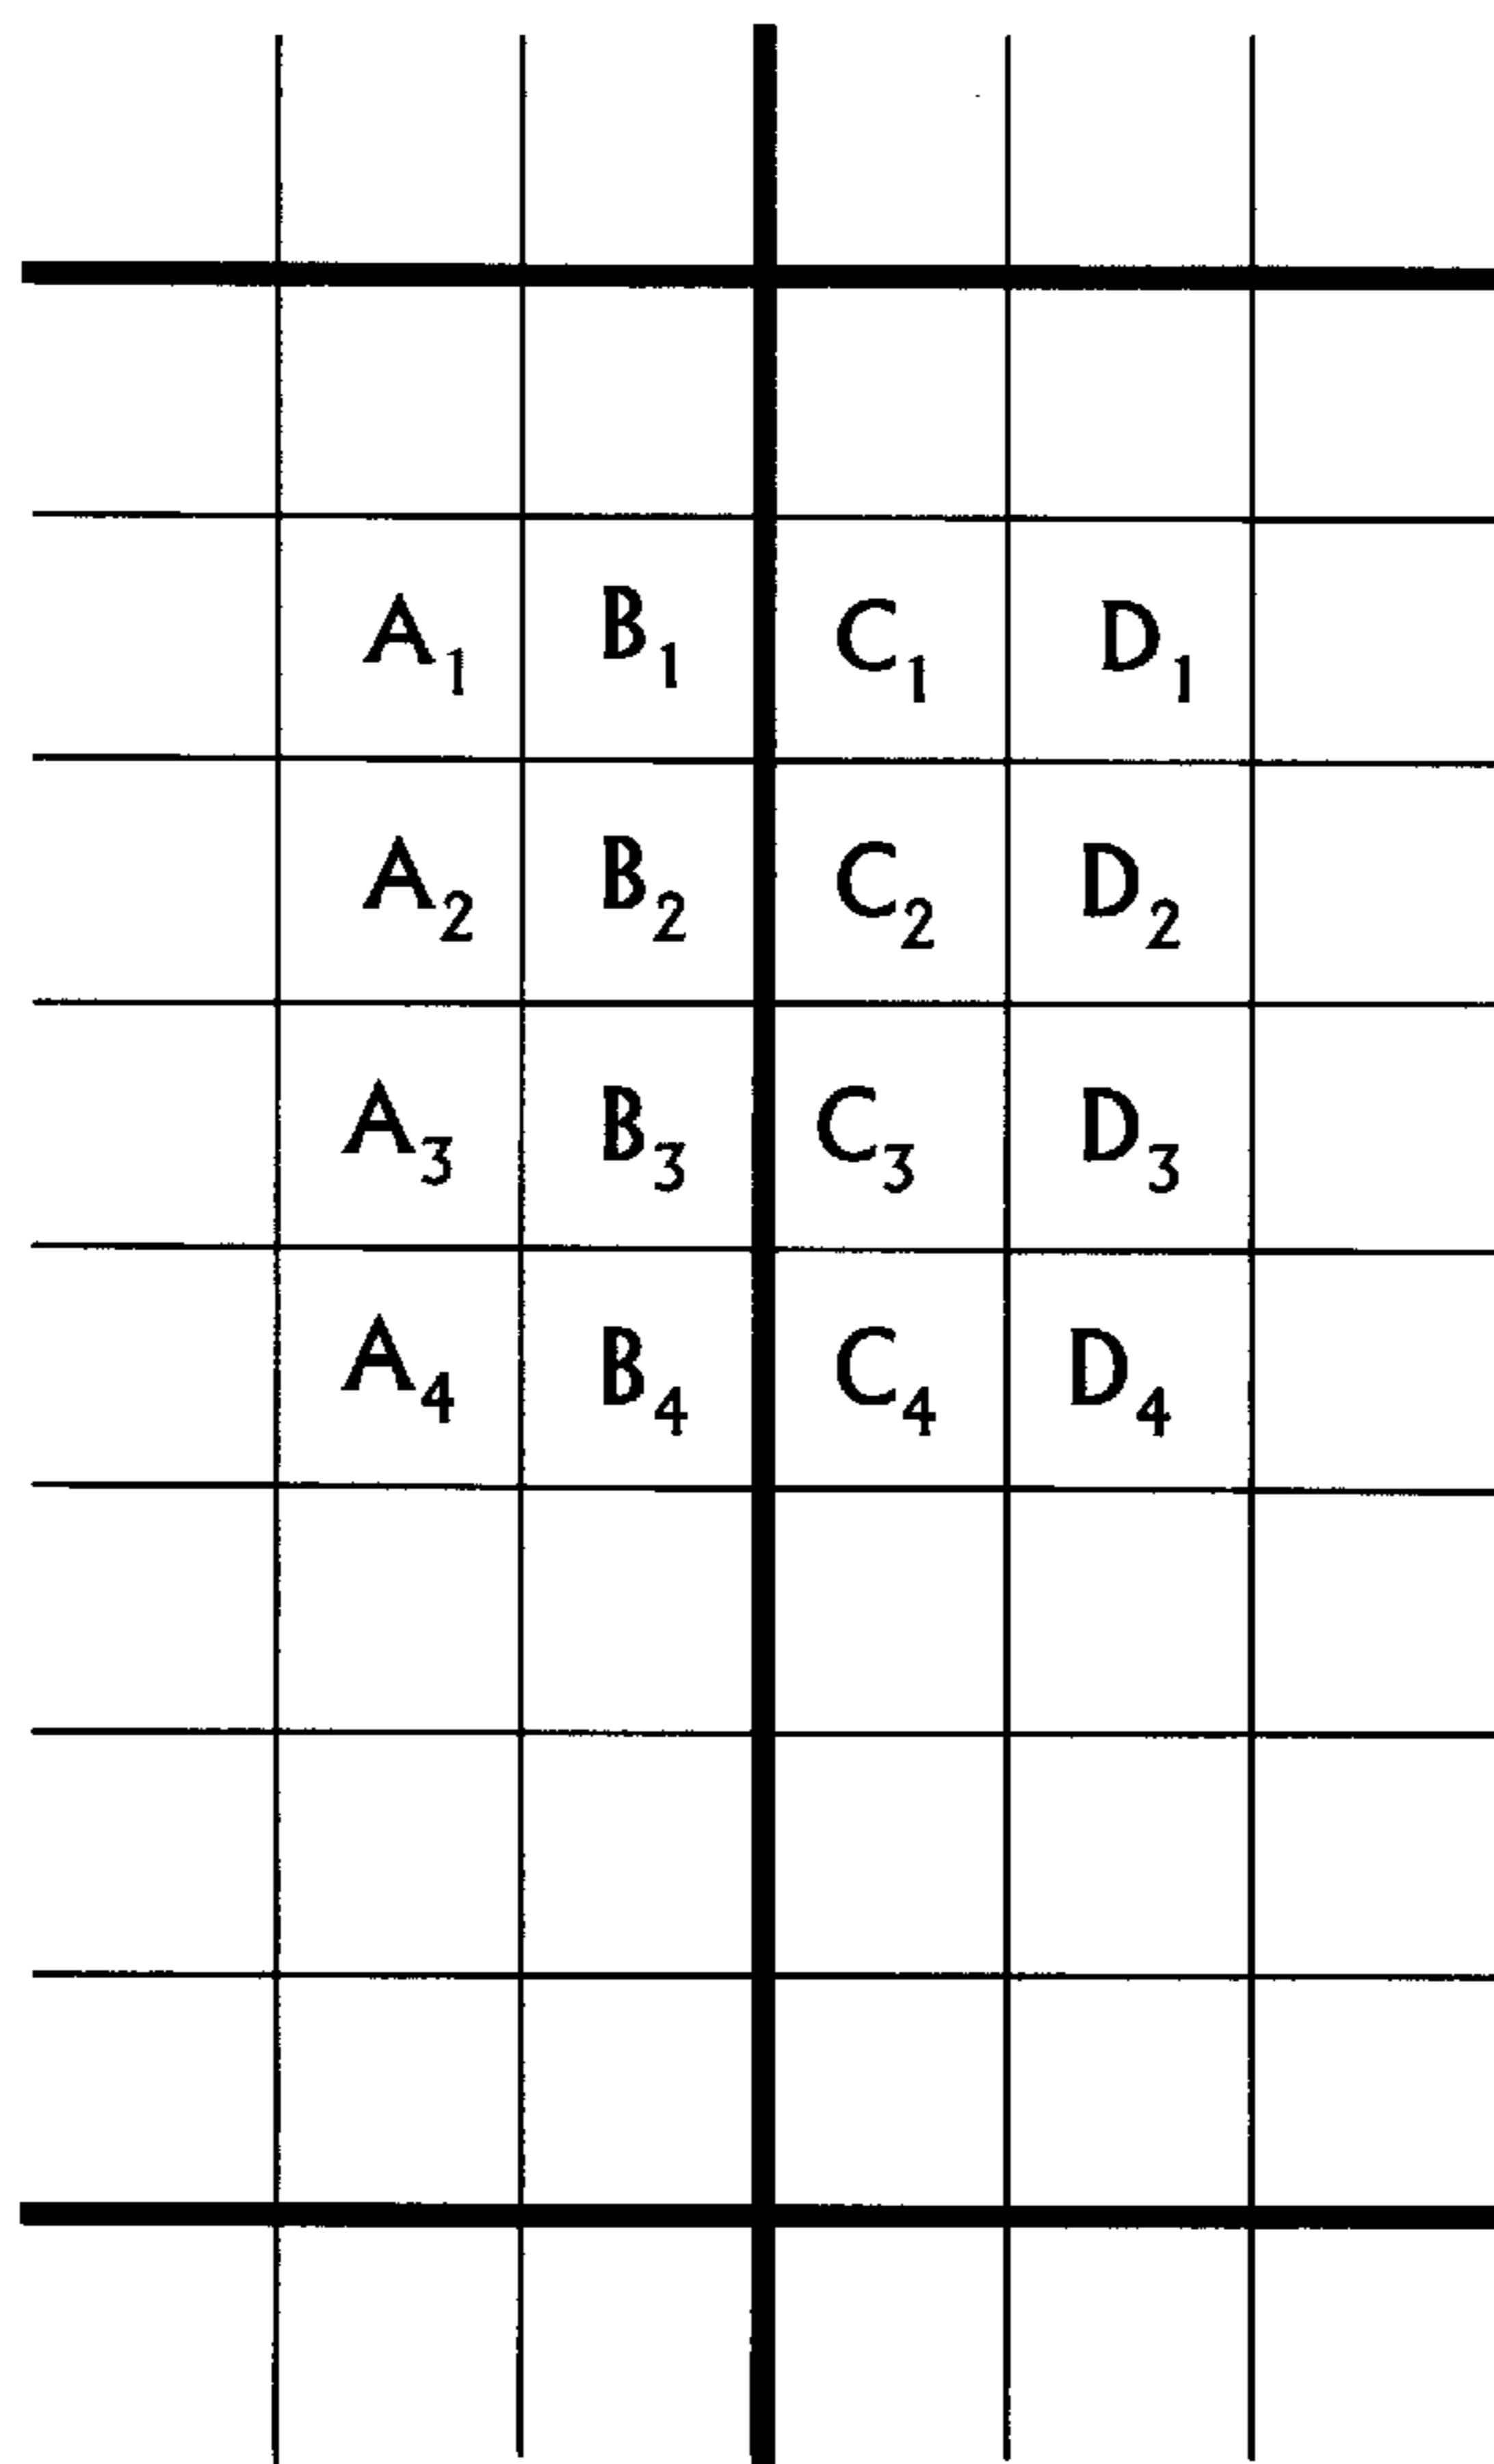 A₁ B₁ C₁ D₁
A₂ B₂ C₂ D₂
A₃ B₃ C₃ D₃
A₄ B₄ C₄ D₄